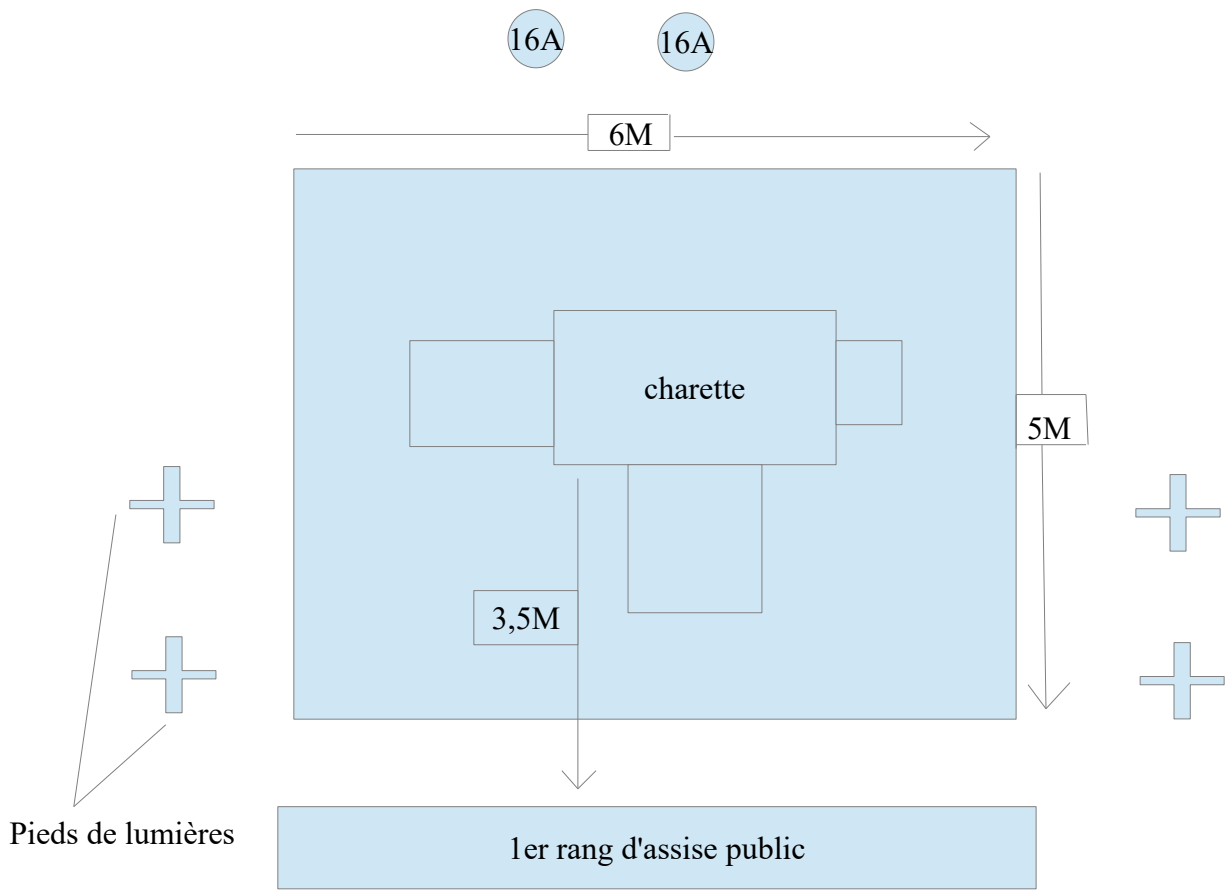 16A
16A
6M
charette
5M
3,5M
Pieds de lumières
1er rang d'assise public